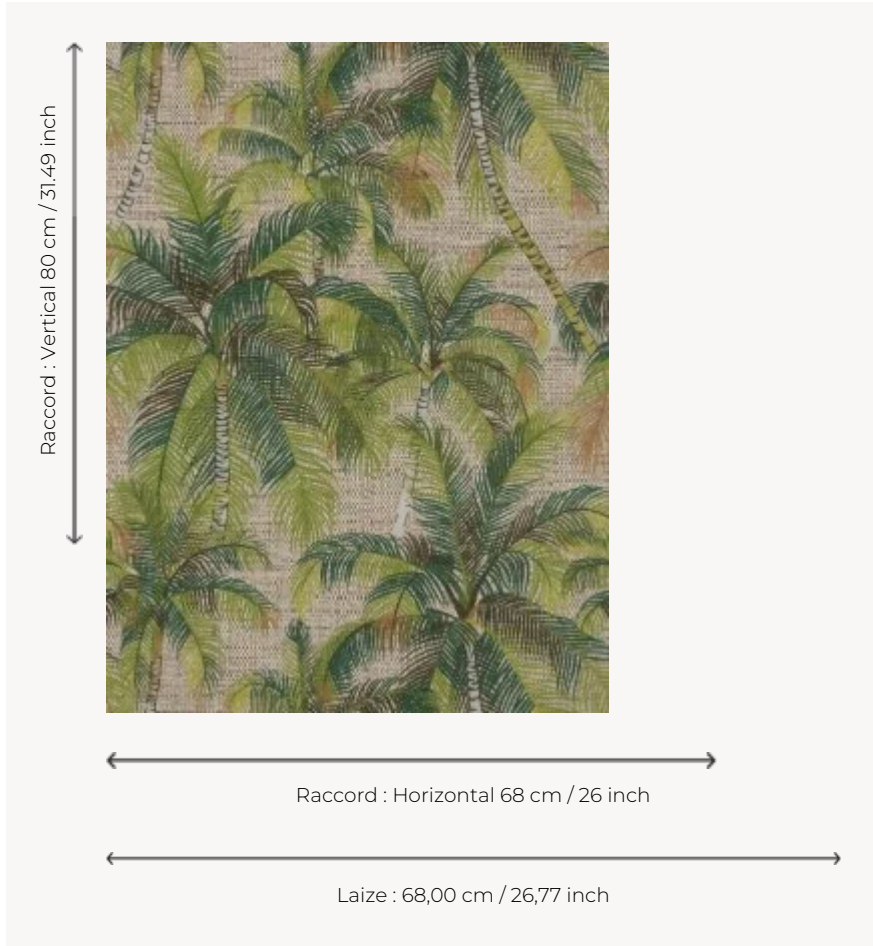 Raccord : Vertical 80 cm / 31.49 inch
Raccord : Horizontal 68 cm / 26 inch
Laize : 68,00 cm / 26,77 inch